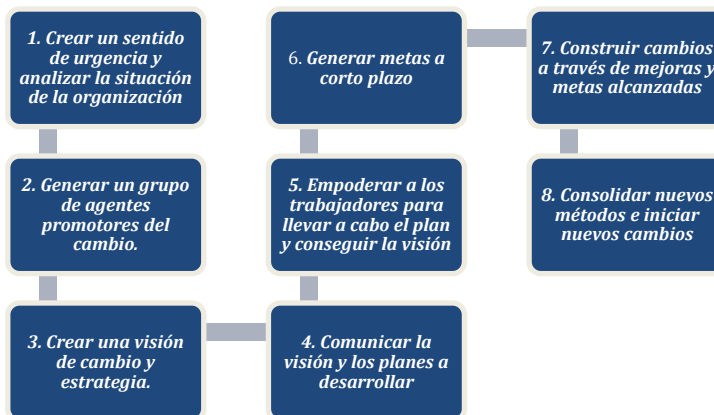 1. Crear un sentido
de urgencia y
analizar la situación
de la organización
2. Generar un grupo
de agentes
promotores del
cambio.
3. Crear una visión
de cambio y
estrategia.
4. Comunicar la
visión y los planes a
desarrollar
5. Empoderar a los
trabajadores para
llevar a cabo el plan
y conseguir la visión
6. Generar metas a
corto plazo
7. Construir cambios
a través de mejoras y
metas alcanzadas
8. Consolidar nuevos
métodos e iniciar
nuevos cambios